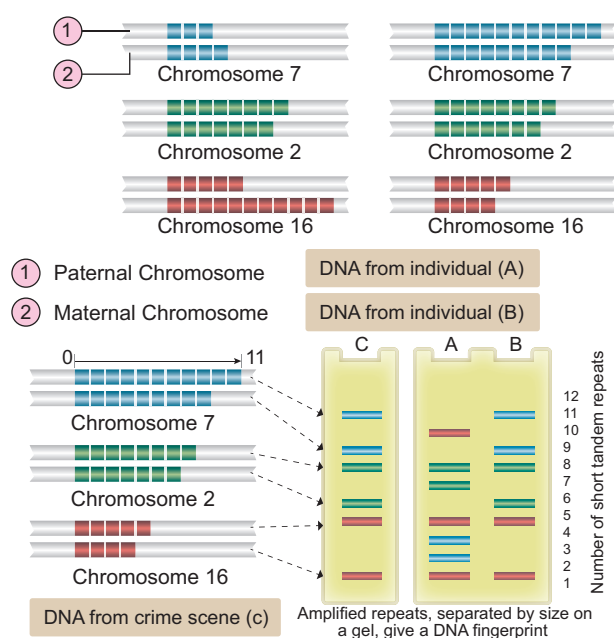 1
2
Chromosome 7
Chromosome 7
Chromosome 2
Chromosome 2
Chromosome 16
Chromosome 16
1 Paternal Chromosome
DNA from individual (A)
2 Maternal Chromosome
DNA from individual (B)
0 11
Chromosome 7
Chromosome 2
Chromosome 16
DNA from crime scene (c)
C A B
12
11
10
9
8
7
6
5
4
3
2
1
Number of short tandem repeats
Amplified repeats, separated by size on
a gel, give a DNA fingerprint